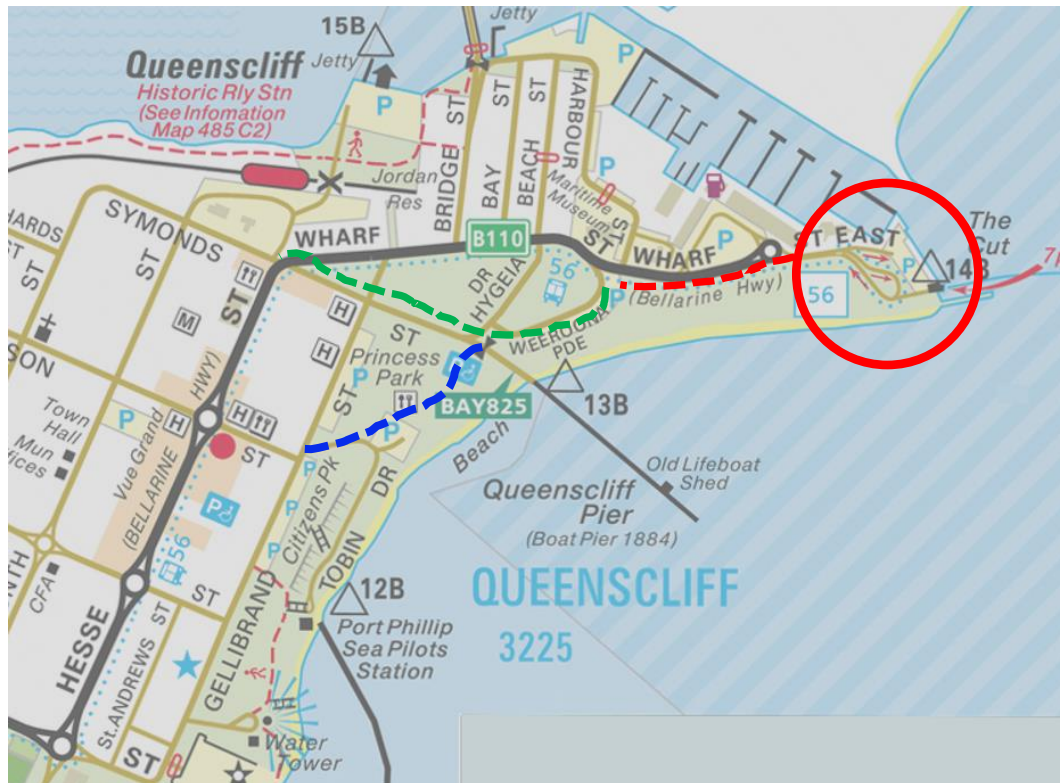 15B
Jetty
Jetty
Queenscliff
Historic Rly Stn
(See Infomation
Map 485 C2)
P
Jordan
Res
BRIDGE ST
BAY ST
BEACH ST
HARBOUR ST
Maritime
Museum
P
P
P
SYMONDS ST
WHARF ST
B110
WHARF ST EAST
(Bellarine Hwy)
P
P
The
Cut
14B
56
56
P
DR
HYGEIA
WEEROONA
PDE
HARDS
ST
ST
M
H
H
ST
Princess
Park
P
BAY825
13B
Beach
P
Old Lifeboat
Shed
Queenscliff
Pier
(Boat Pier 1884)
QUEENSCLIFF
3225
SON
Town
Hall
Mun
fices
P
Vue Grand
H
H
ST
(BELLARINE HWY)
P
P
P
P
Citizens Pk
TOBIN DR
12B
Port Phillip
Sea Pilots
Station
56
NTH
CFA
HESSE ST
St.ANDREWS ST
ST
GELLIBRAND ST
Water
Tower
ST